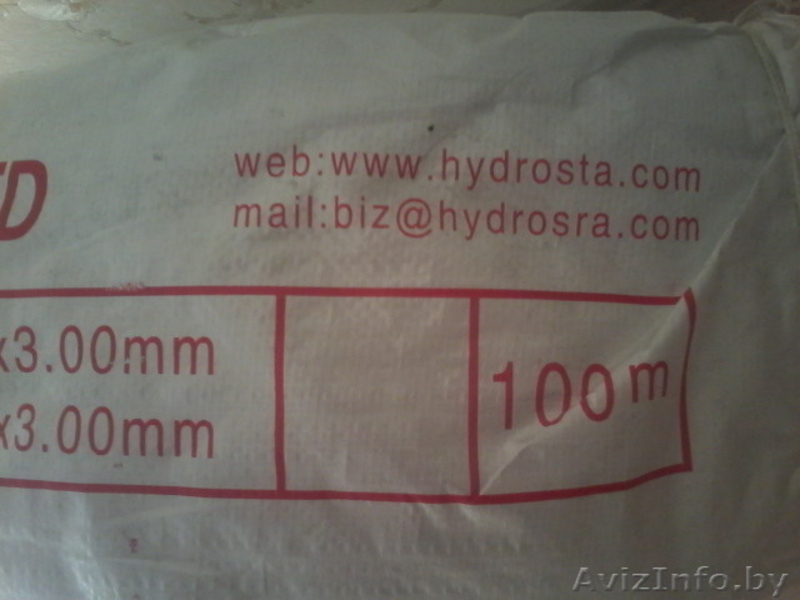 web:www.hydrosta.com
mail:biz@hydrosra.com
x3.00mm
x3.00mm
100m
AvizInfo.by